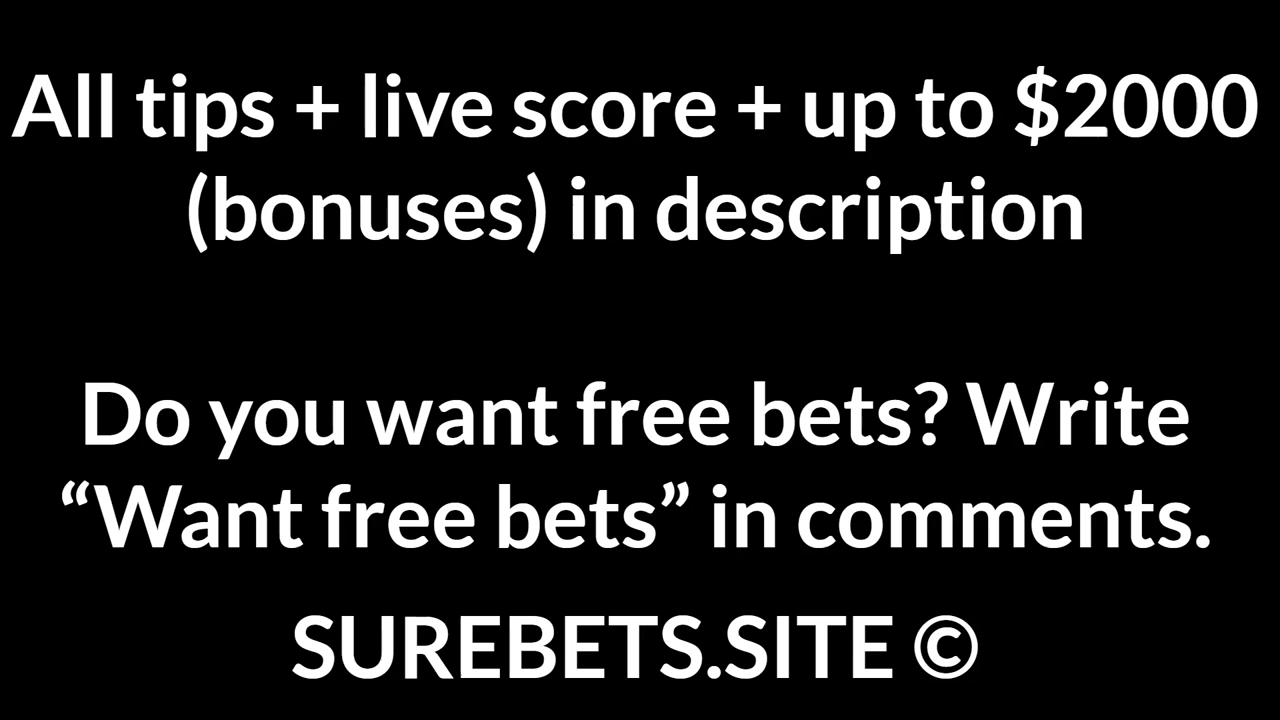 All tips + live score + up to $2000
(bonuses) in description
Do you want free bets? Write
“Want free bets” in comments.
SUREBETS.SITE ©